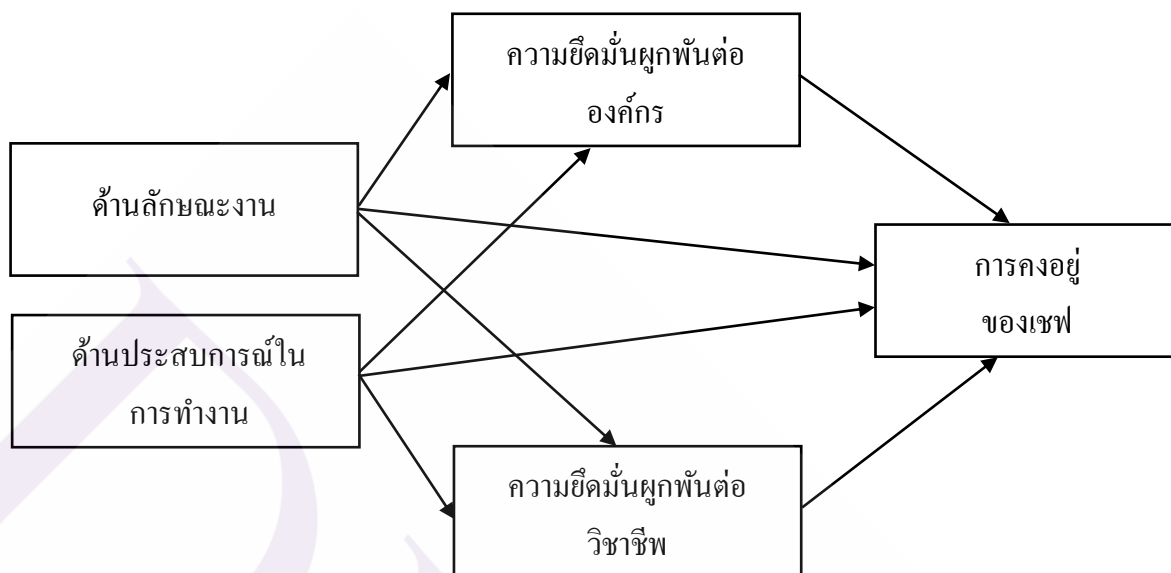 ความยึดมั่นผูกพันต่อ
องค์กร
ด้านลักษณะงาน
การคงอยู่
ของเชฟ
ด้านประสบการณ์ใน
การทำงาน
ความยึดมั่นผูกพันต่อ
วิชาชีพ